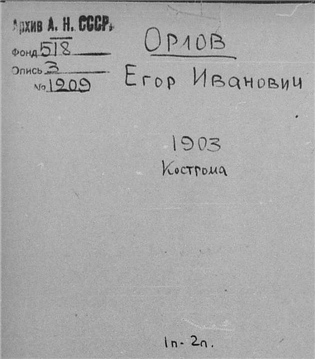 Архив А. Н. СССР.
Фонд 518
Опись 3
№ 1209
Орлов
Егор Иванович
1903
Кострома
1п - 2п.